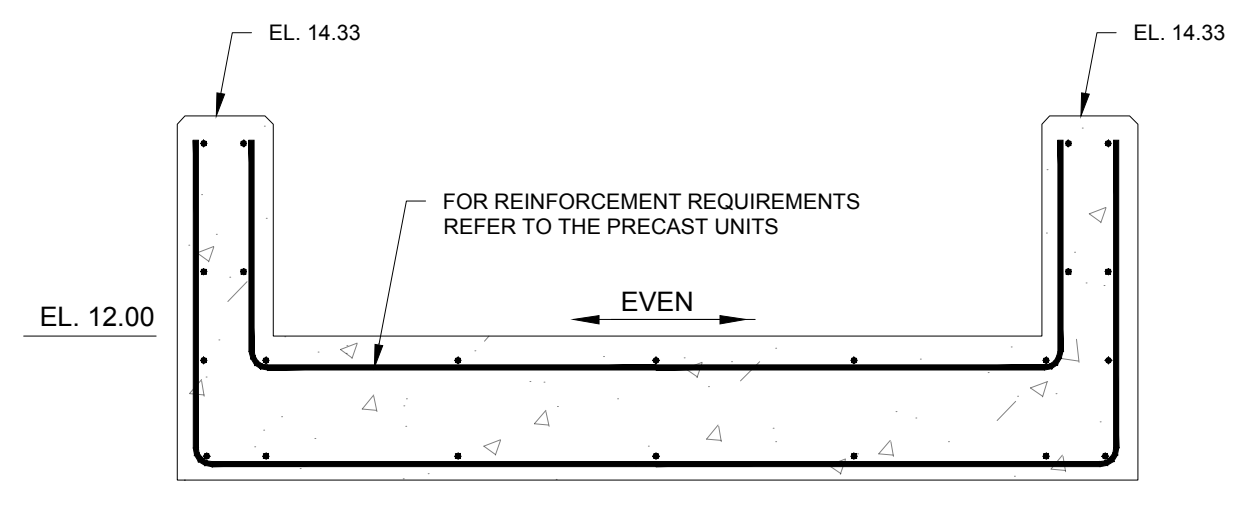 EL. 14.33
EL. 14.33
FOR REINFORCEMENT REQUIREMENTS
REFER TO THE PRECAST UNITS
EVEN
EL. 12.00